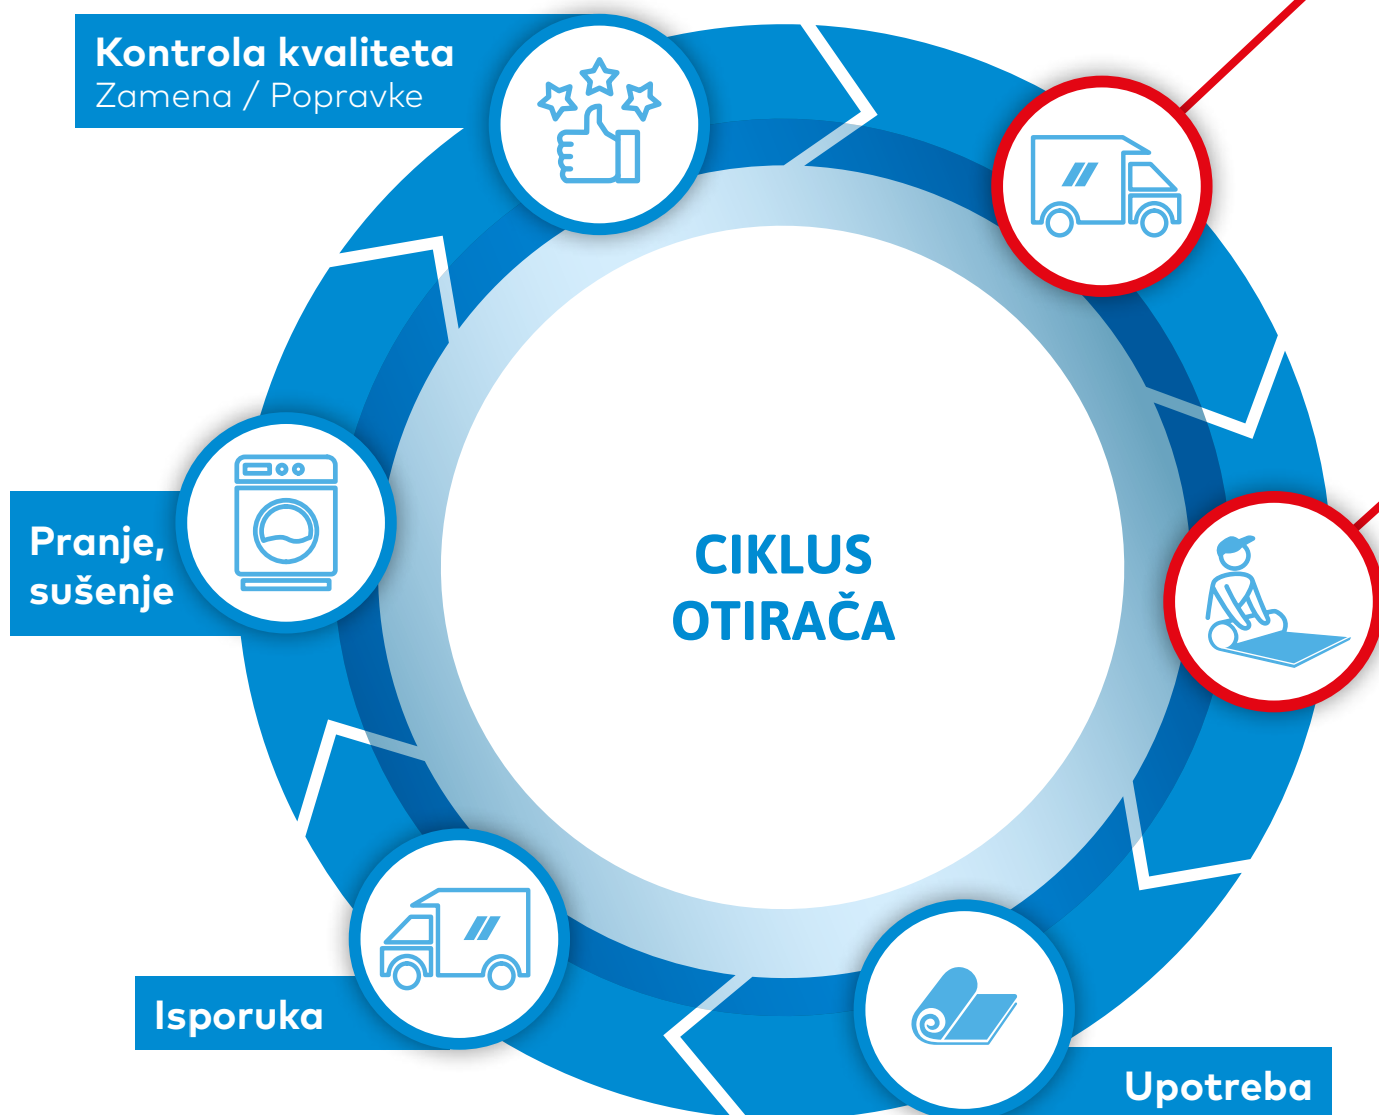 Kontrola kvaliteta
Zamena / Popravke
Pranje,
sušenje
CIKLUS
OTIRAČA
Isporuka
Upotreba